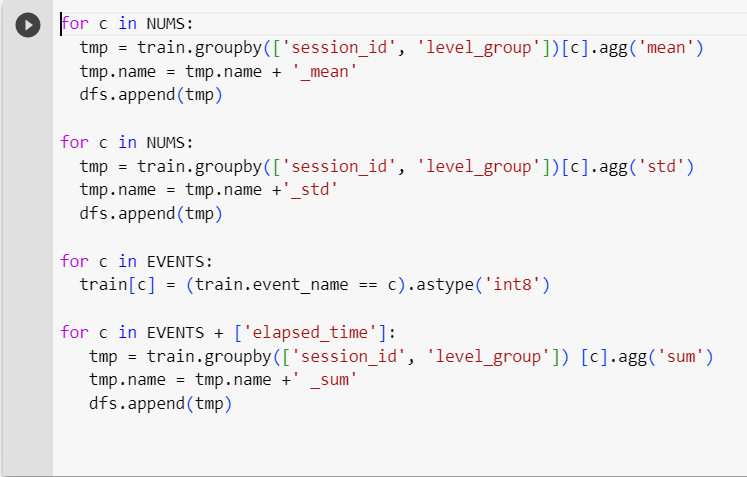 for c in NUMS:
  tmp = train.groupby(['session_id', 'level_group'])[c].agg('mean')
  tmp.name = tmp.name + '_mean'
  dfs.append(tmp)
for c in NUMS:
  tmp = train.groupby(['session_id', 'level_group'])[c].agg('std')
  tmp.name = tmp.name +'_std'
  dfs.append(tmp)
for c in EVENTS:
  train[c] = (train.event_name == c).astype('int8')
for c in EVENTS + ['elapsed_time']:
   tmp = train.groupby(['session_id', 'level_group']) [c].agg('sum')
   tmp.name = tmp.name +' _sum'
   dfs.append(tmp)